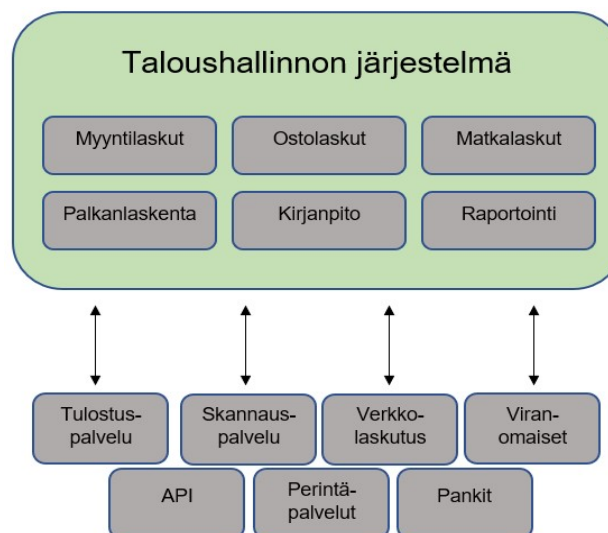 Taloushallinnon järjestelmä
Myyntilaskut
Ostolaskut
Matkalaskut
Palkanlaskenta
Kirjanpito
Raportointi
Tulostus-
palvelu
Skannaus-
palvelu
Verkko-
laskutus
Viran-
omaiset
API
Perintä-
palvelut
Pankit